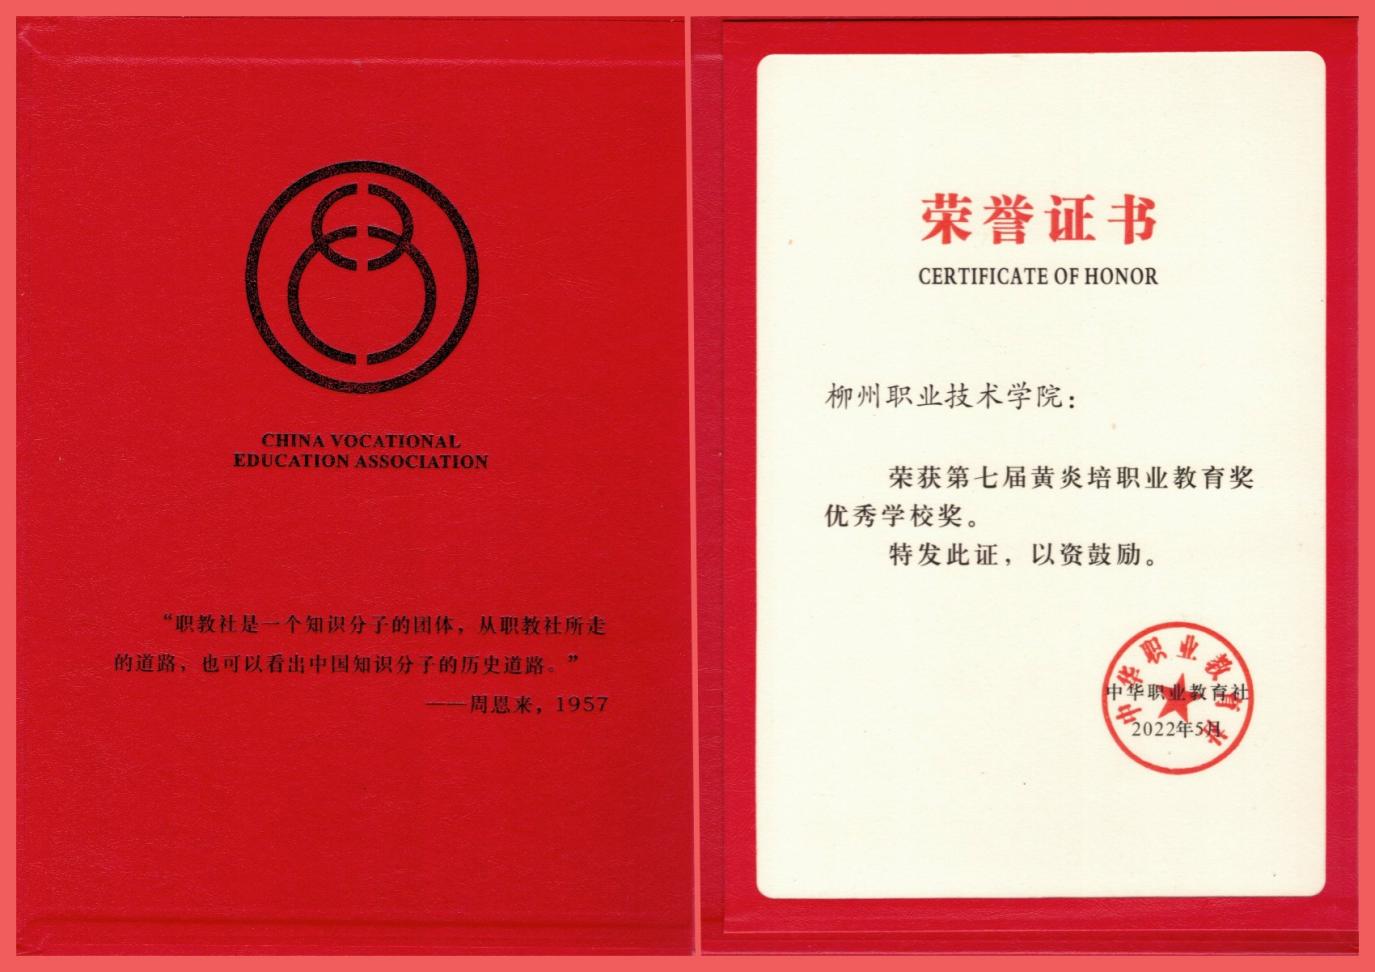 CHINA VOCATIONAL
EDUCATION ASSOCIATION
“职教社是一个知识分子的团体，从职教社所走
的道路，也可以看出中国知识分子的历史道路。”
——周恩来，1957
荣誉证书
CERTIFICATE OF HONOR
柳州职业技术学院：
荣获第七届黄炎培职业教育奖
优秀学校奖。
特发此证，以资鼓励。
中华职业教育社
中华职业教育社
2022年5月